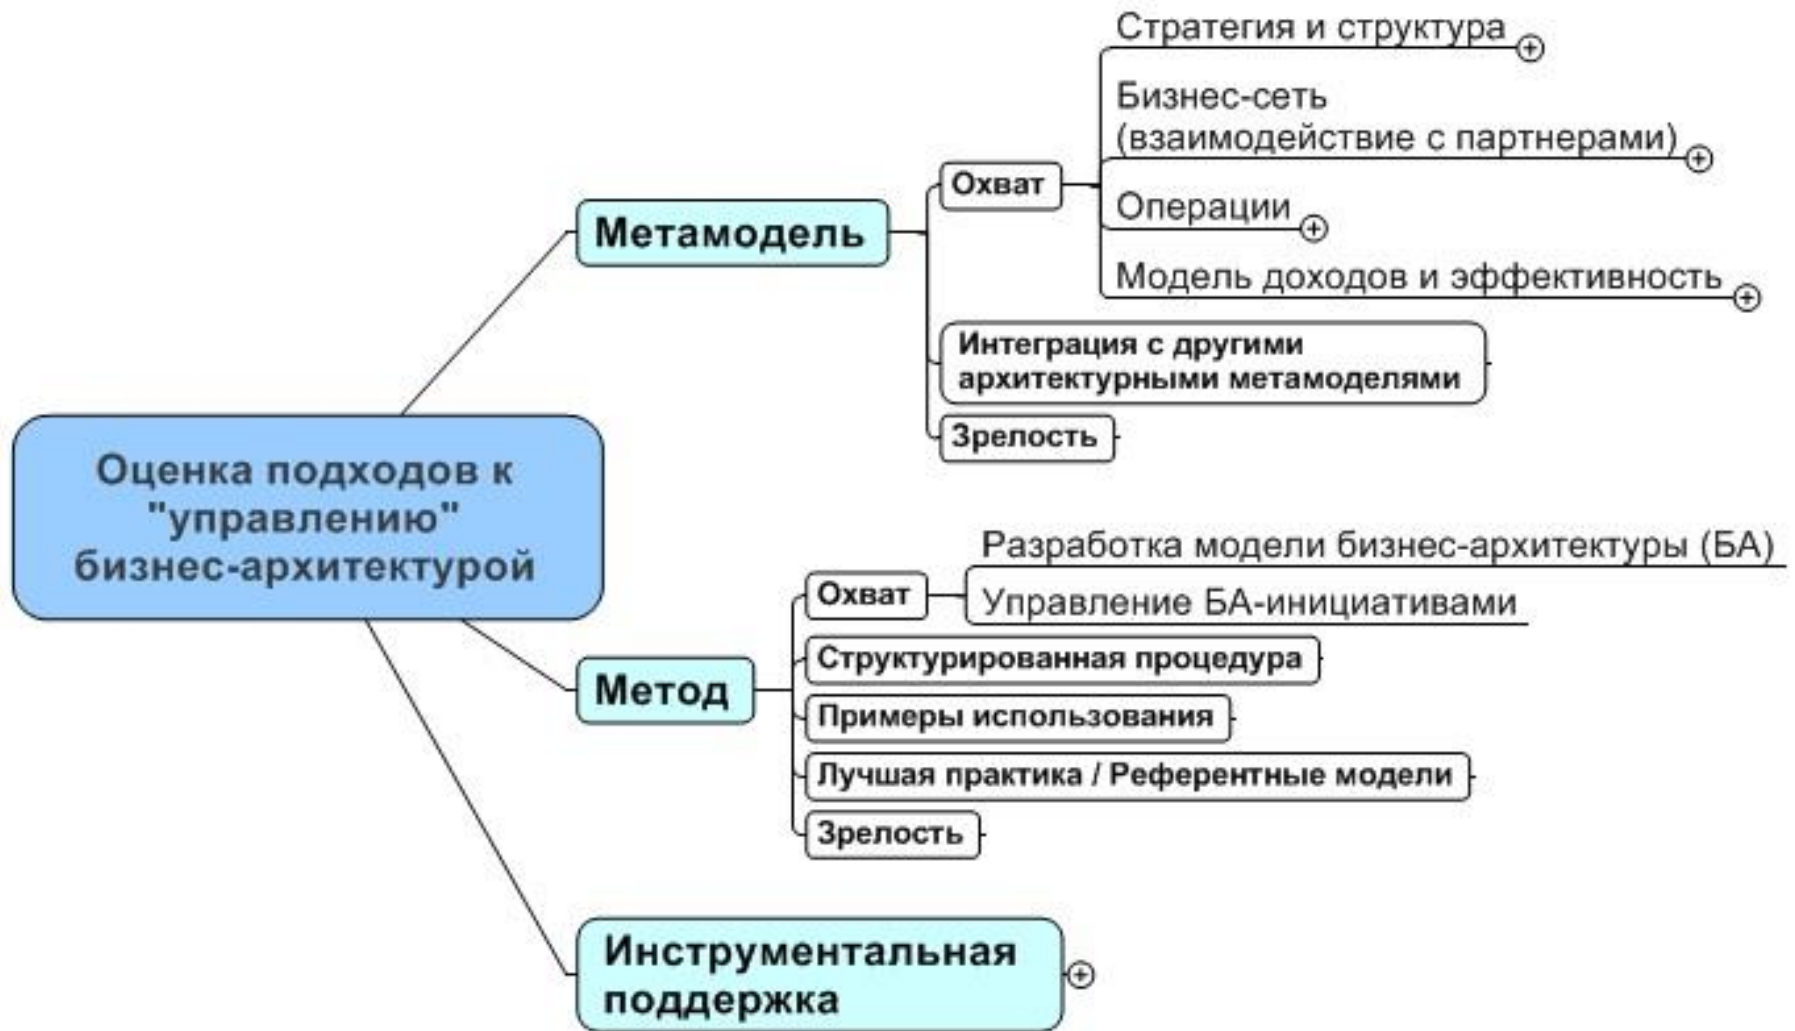 Оценка подходов к
"управлению"
бизнес-архитектурой
Метамодель
Охват
Стратегия и структура
Бизнес-сеть
(взаимодействие с партнерами)
Операции
Модель доходов и эффективность
Интеграция с другими
архитектурными метамоделями
Зрелость
Метод
Охват
Разработка модели бизнес-архитектуры (БА)
Управление БА-инициативами
Структурированная процедура
Примеры использования
Лучшая практика / Референтные модели
Зрелость
Инструментальная
поддержка